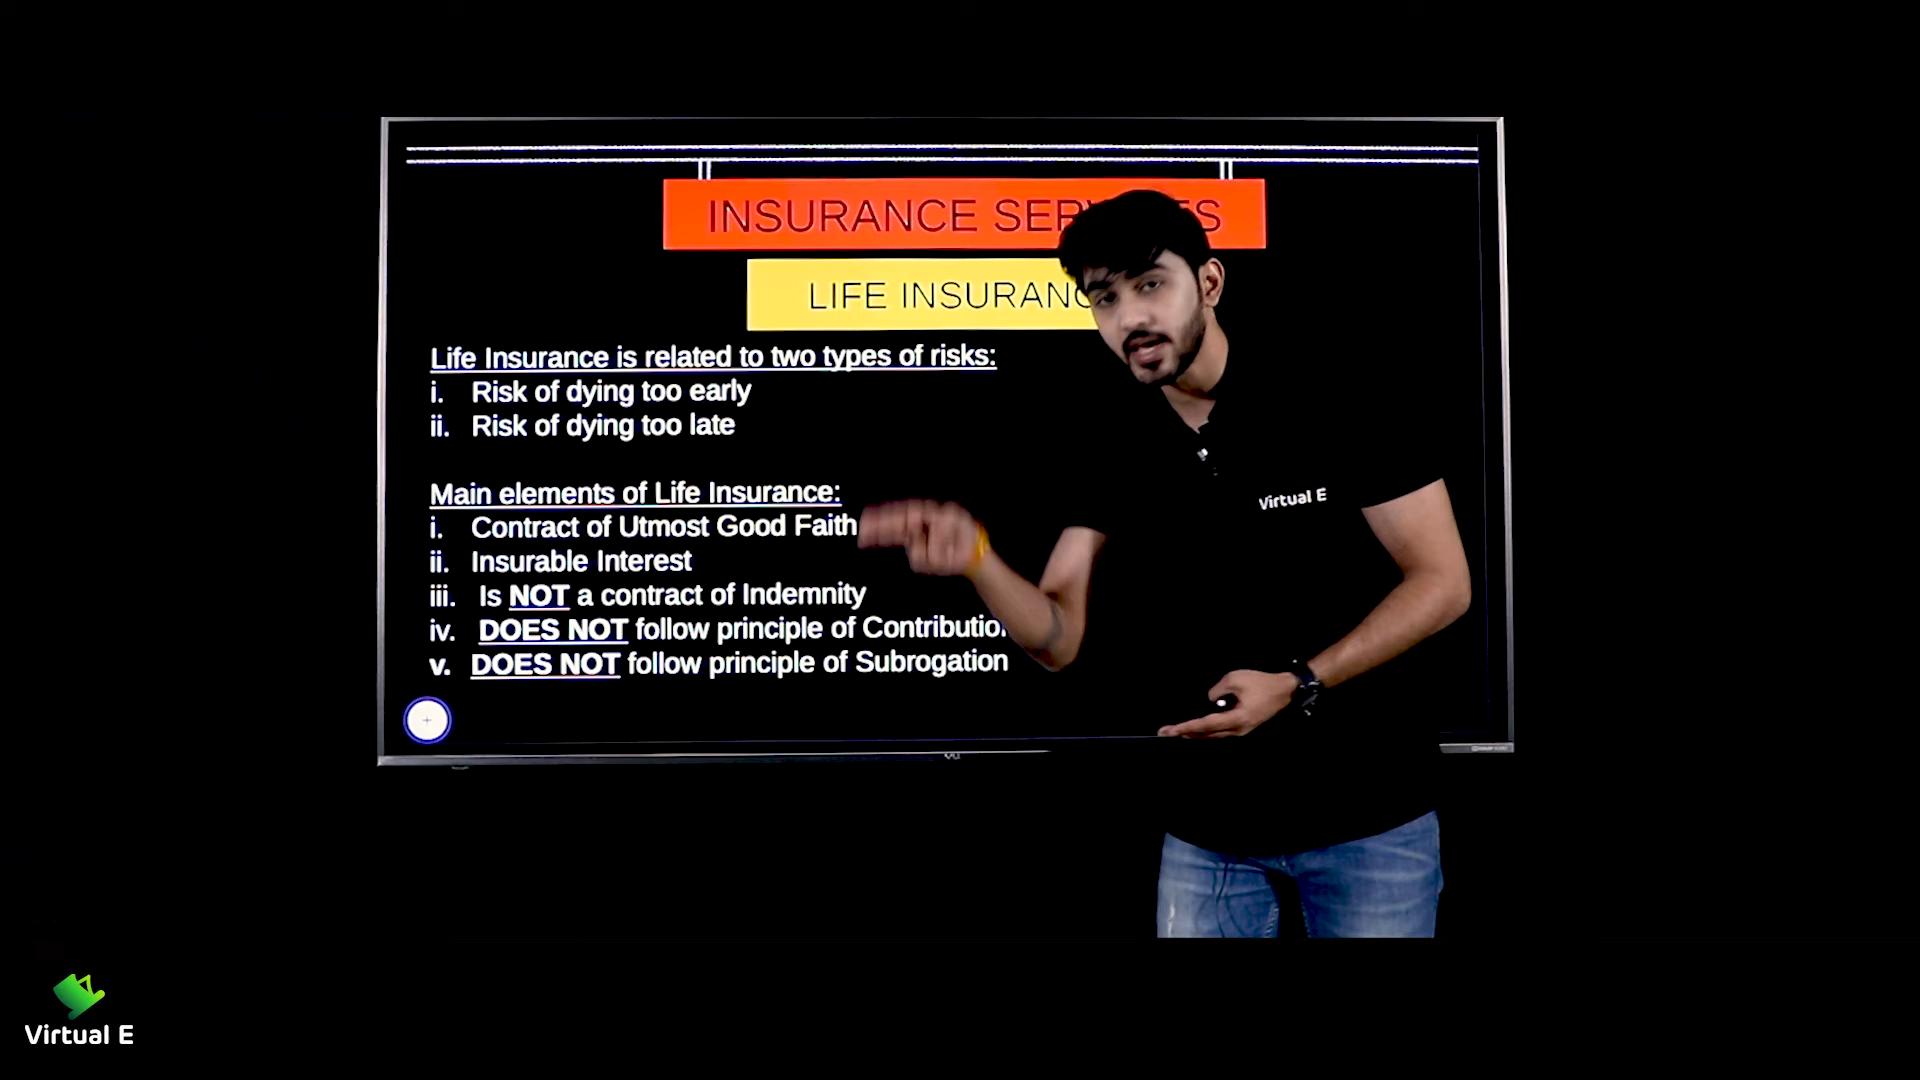 INSURANCE SER ES
LIFE INSURANC
Life Insurance is related to two types of risks:
i. Risk of dying too early
ii. Risk of dying too late
Main elements of Life Insurance:
i. Contract of Utmost Good Faith
ii. Insurable Interest
iii. Is NOT a contract of Indemnity
iv. DOES NOT follow principle of Contributio
v. DOES NOT follow principle of Subrogation
Virtual E
Virtual E